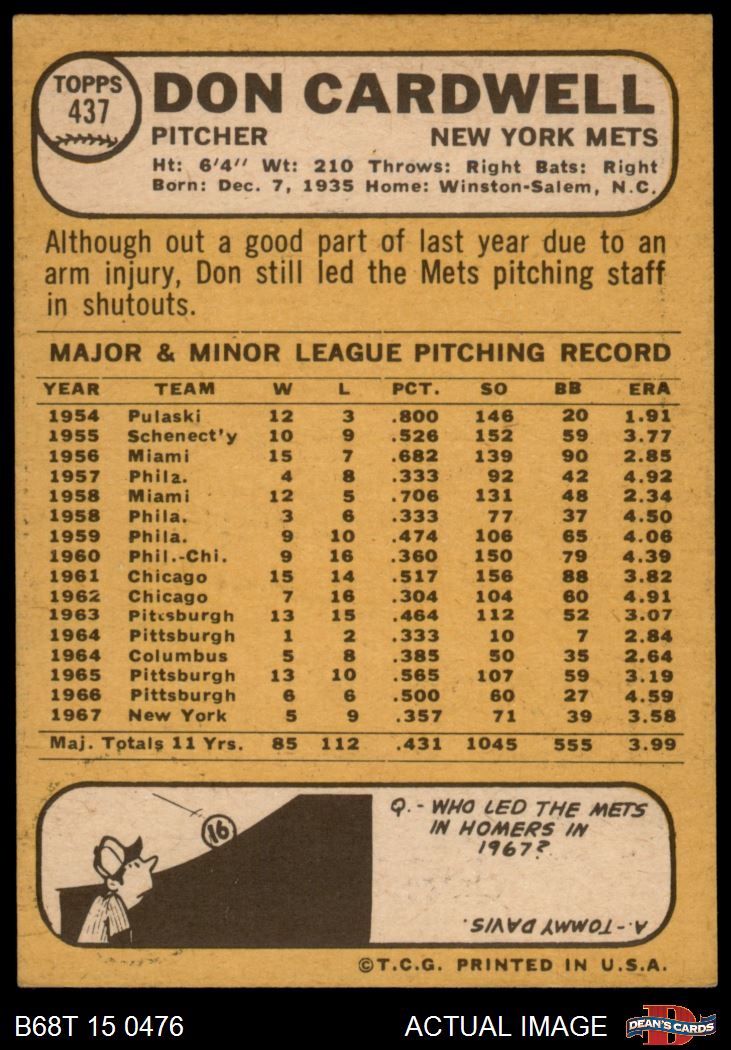 TOPPS
437
DON CARDWELL
PITCHER NEW YORK METS
Ht: 6'4" Wt: 210 Throws: Right Bats: Right
Born: Dec. 7, 1935 Home: Winston-Salem, N.C.
Although out a good part of last year due to an
arm injury, Don still led the Mets pitching staff
in shutouts.
MAJOR & MINOR LEAGUE PITCHING RECORD
YEAR TEAM W L PCT. SO BB ERA
1954 Pulaski 12 3 .800 146 20 1.91
1955 Schenect'y 10 9 .526 152 59 3.77
1956 Miami 15 7 .682 139 90 2.85
1957 Phila. 4 8 .333 92 42 4.92
1958 Miami 12 5 .706 131 48 2.34
1958 Phila. 3 6 .333 77 37 4.50
1959 Phila. 9 10 .474 106 65 4.06
1960 Phil.-Chi. 9 16 .360 150 79 4.39
1961 Chicago 15 14 .517 156 88 3.82
1962 Chicago 7 16 .304 104 60 4.91
1963 Pittsburgh 13 15 .464 112 52 3.07
1964 Pittsburgh 1 2 .333 10 7 2.84
1964 Columbus 5 8 .385 50 35 2.64
1965 Pittsburgh 13 10 .565 107 59 3.19
1966 Pittsburgh 6 6 .500 60 27 4.59
1967 New York 5 9 .357 71 39 3.58
Maj. Totals 11 Yrs. 85 112 .431 1045 555 3.99
16
Q.- WHO LED THE METS
IN HOMERS IN
1967?
A.-TOMMY DAVIS.
©T.C.G. PRINTED IN U.S.A.
B68T 15 0476 ACTUAL IMAGE
D
DEAN'S CARDS